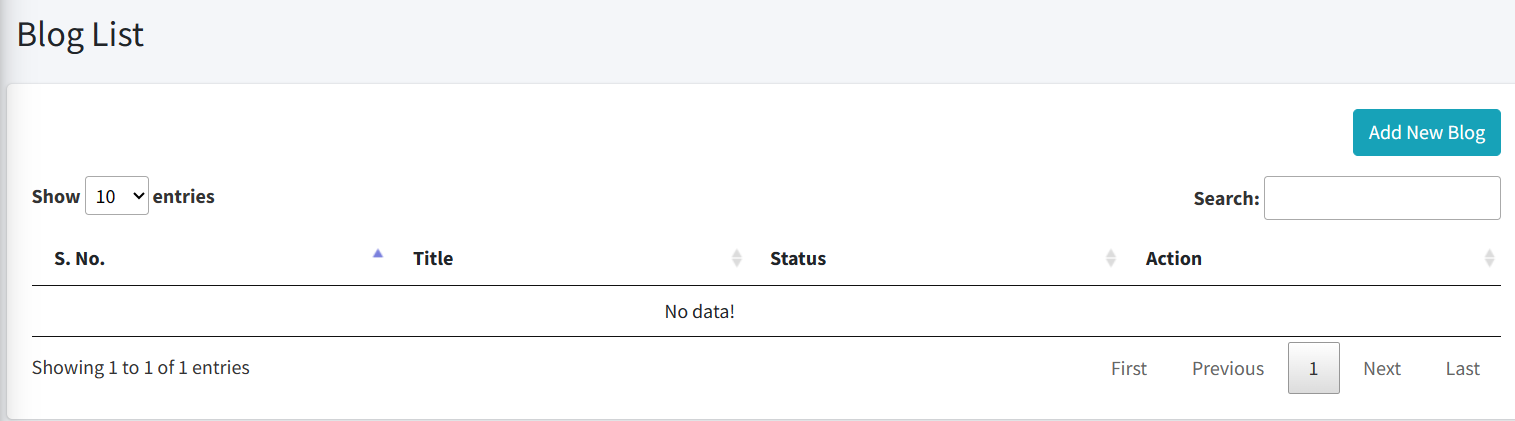 Blog List
Add New Blog
Show 10 entries
Search:
S. No. Title Status Action
No data!
Showing 1 to 1 of 1 entries
First Previous 1 Next Last